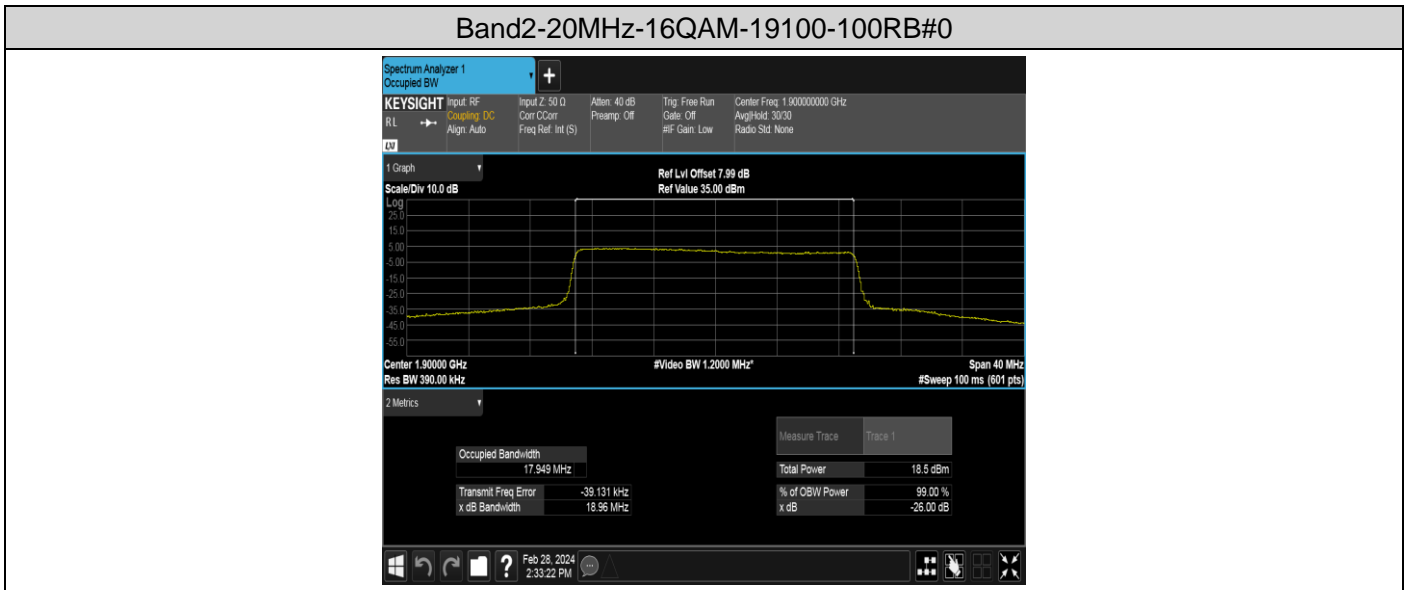 Band2-20MHz-16QAM-19100-100RB#0
Spectrum Analyzer 1
Occupied BW
+
KEYSIGHT
R L
LXI
Input: RF
Coupling: DC
Align: Auto
Input Z: 50 Ω
Corr CCorr
Freq Ref: Int (S)
Atten: 40 dB
Preamp: Off
Trig: Free Run
Gate: Off
#IF Gain: Low
Center Freq: 1.900000000 GHz
Avg|Hold: 30/30
Radio Std: None
1 Graph
Scale/Div 10.0 dB
Ref Lvl Offset 7.99 dB
Ref Value 35.00 dBm
Log
25.0
15.0
5.00
-5.00
-15.0
-25.0
-35.0
-45.0
-55.0
Center 1.90000 GHz
Res BW 390.00 kHz
#Video BW 1.2000 MHz*
Span 40 MHz
#Sweep 100 ms (601 pts)
2 Metrics
Measure Trace Trace 1
Occupied Bandwidth
17.949 MHz
Total Power 18.5 dBm
Transmit Freq Error -39.131 kHz
% of OBW Power 99.00 %
x dB Bandwidth 18.96 MHz
x dB -26.00 dB
?
Feb 28, 2024
2:33:22 PM